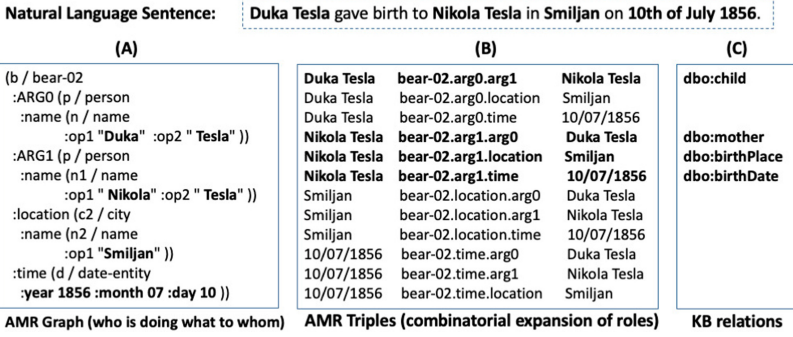 Natural Language Sentence: Duka Tesla gave birth to Nikola Tesla in Smiljan on 10th of July 1856.
(A) (B) (C)
(b / bear-02
:ARG0 (p / person
:name (n / name
:op1 "Duka" :op2 " Tesla" ))
:ARG1 (p / person
:name (n1 / name
:op1 " Nikola" :op2 " Tesla" ))
:location (c2 / city
:name (n2 / name
:op1 "Smiljan" ))
:time (d / date-entity
:year 1856 :month 07 :day 10 ))
AMR Graph (who is doing what to whom)
Duka Tesla bear-02.arg0.arg1 Nikola Tesla
Duka Tesla bear-02.arg0.location Smiljan
Duka Tesla bear-02.arg0.time 10/07/1856
Nikola Tesla bear-02.arg1.arg0 Duka Tesla
Nikola Tesla bear-02.arg1.location Smiljan
Nikola Tesla bear-02.arg1.time 10/07/1856
Smiljan bear-02.location.arg0 Duka Tesla
Smiljan bear-02.location.arg1 Nikola Tesla
Smiljan bear-02.location.time 10/07/1856
10/07/1856 bear-02.time.arg0 Duka Tesla
10/07/1856 bear-02.time.arg1 Nikola Tesla
10/07/1856 bear-02.time.location Smiljan
AMR Triples (combinatorial expansion of roles)
dbo:child
dbo:mother
dbo:birthPlace
dbo:birthDate
KB relations